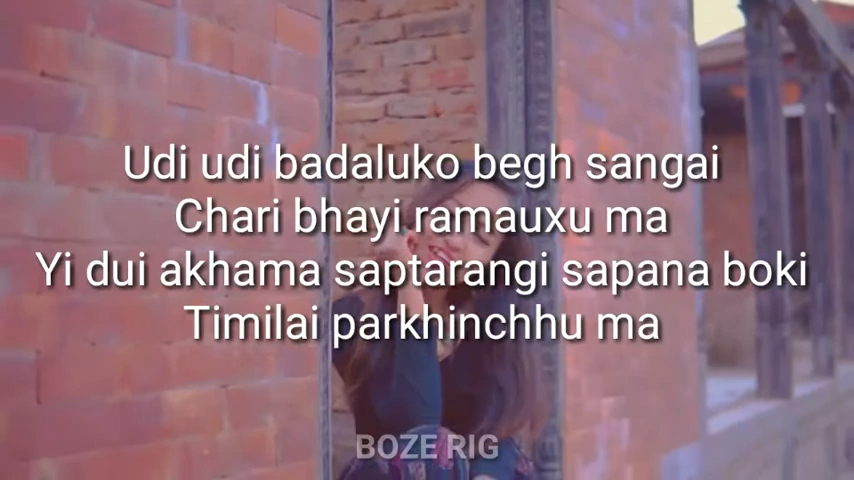 Udi udi badaluko begh sangai
Chari bhayi ramauxu ma
Yi dui akhama saptarangi sapana boki
Timilai parkhinchhu ma
BOZE RIG